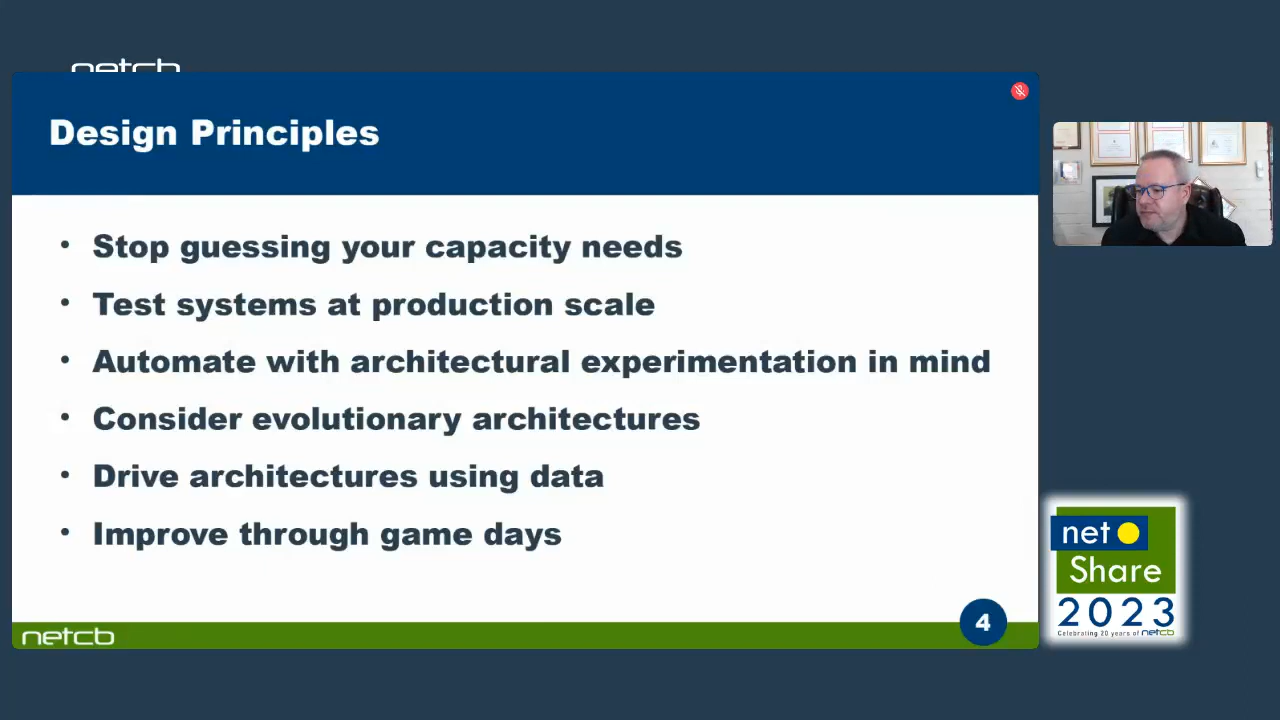 netcb
Design Principles
• Stop guessing your capacity needs
• Test systems at production scale
• Automate with architectural experimentation in mind
• Consider evolutionary architectures
• Drive architectures using data
• Improve through game days
netcb
4
net
Share
2023
Celebrating 20 years of netcb